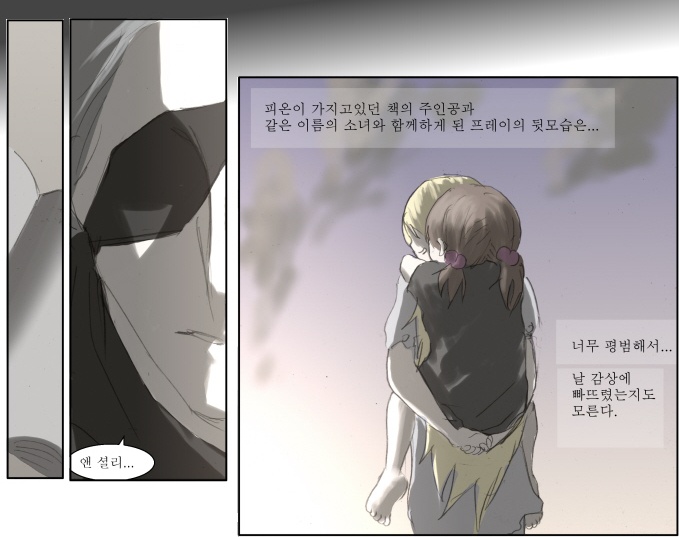 앤 셜리...
피온이 가지고있던 책의 주인공과
같은 이름의 소녀와 함께하게 된 프레이의 뒷모습은...
너무 평범해서...
날 감상에
빠뜨렸는지도
모른다.